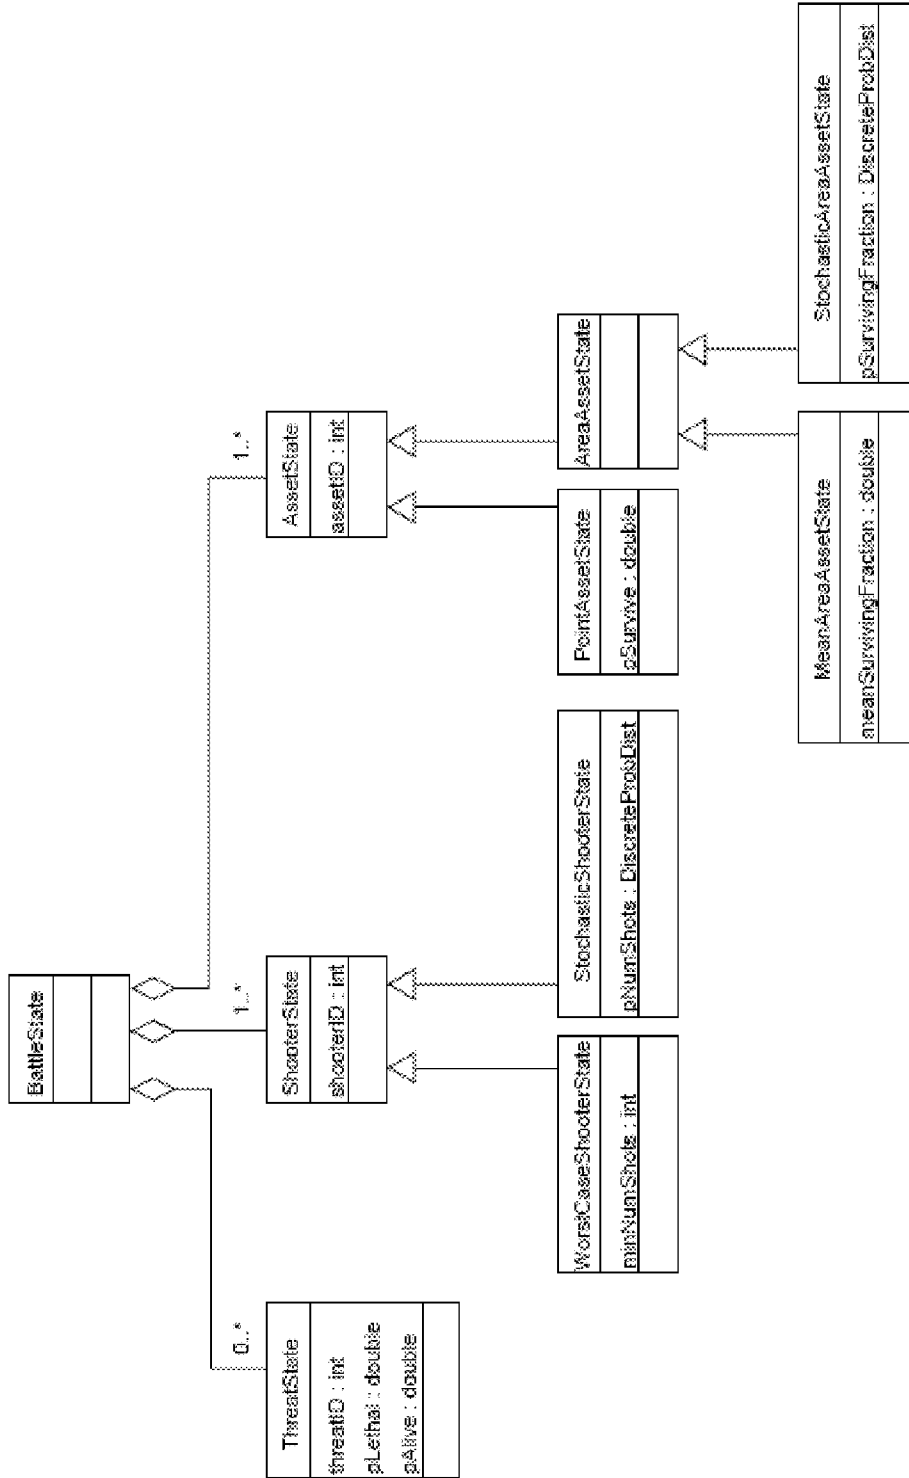 BattleState
0..*
1..*
1..*
ThreatState
threatID : int
pLethal : double
pAlive : double
ShooterState
shooterID : int
AssetState
assetID : int
WorstCaseShooterState
minNumShots : int
StochasticShooterState
pNumShots : DiscreteProbDist
PointAssetState
pSurvive : double
AreaAssetState
MeanAreaAssetState
meanSurvivingFraction : double
StochasticAreaAssetState
pSurvivingFraction : DiscreteProbDist